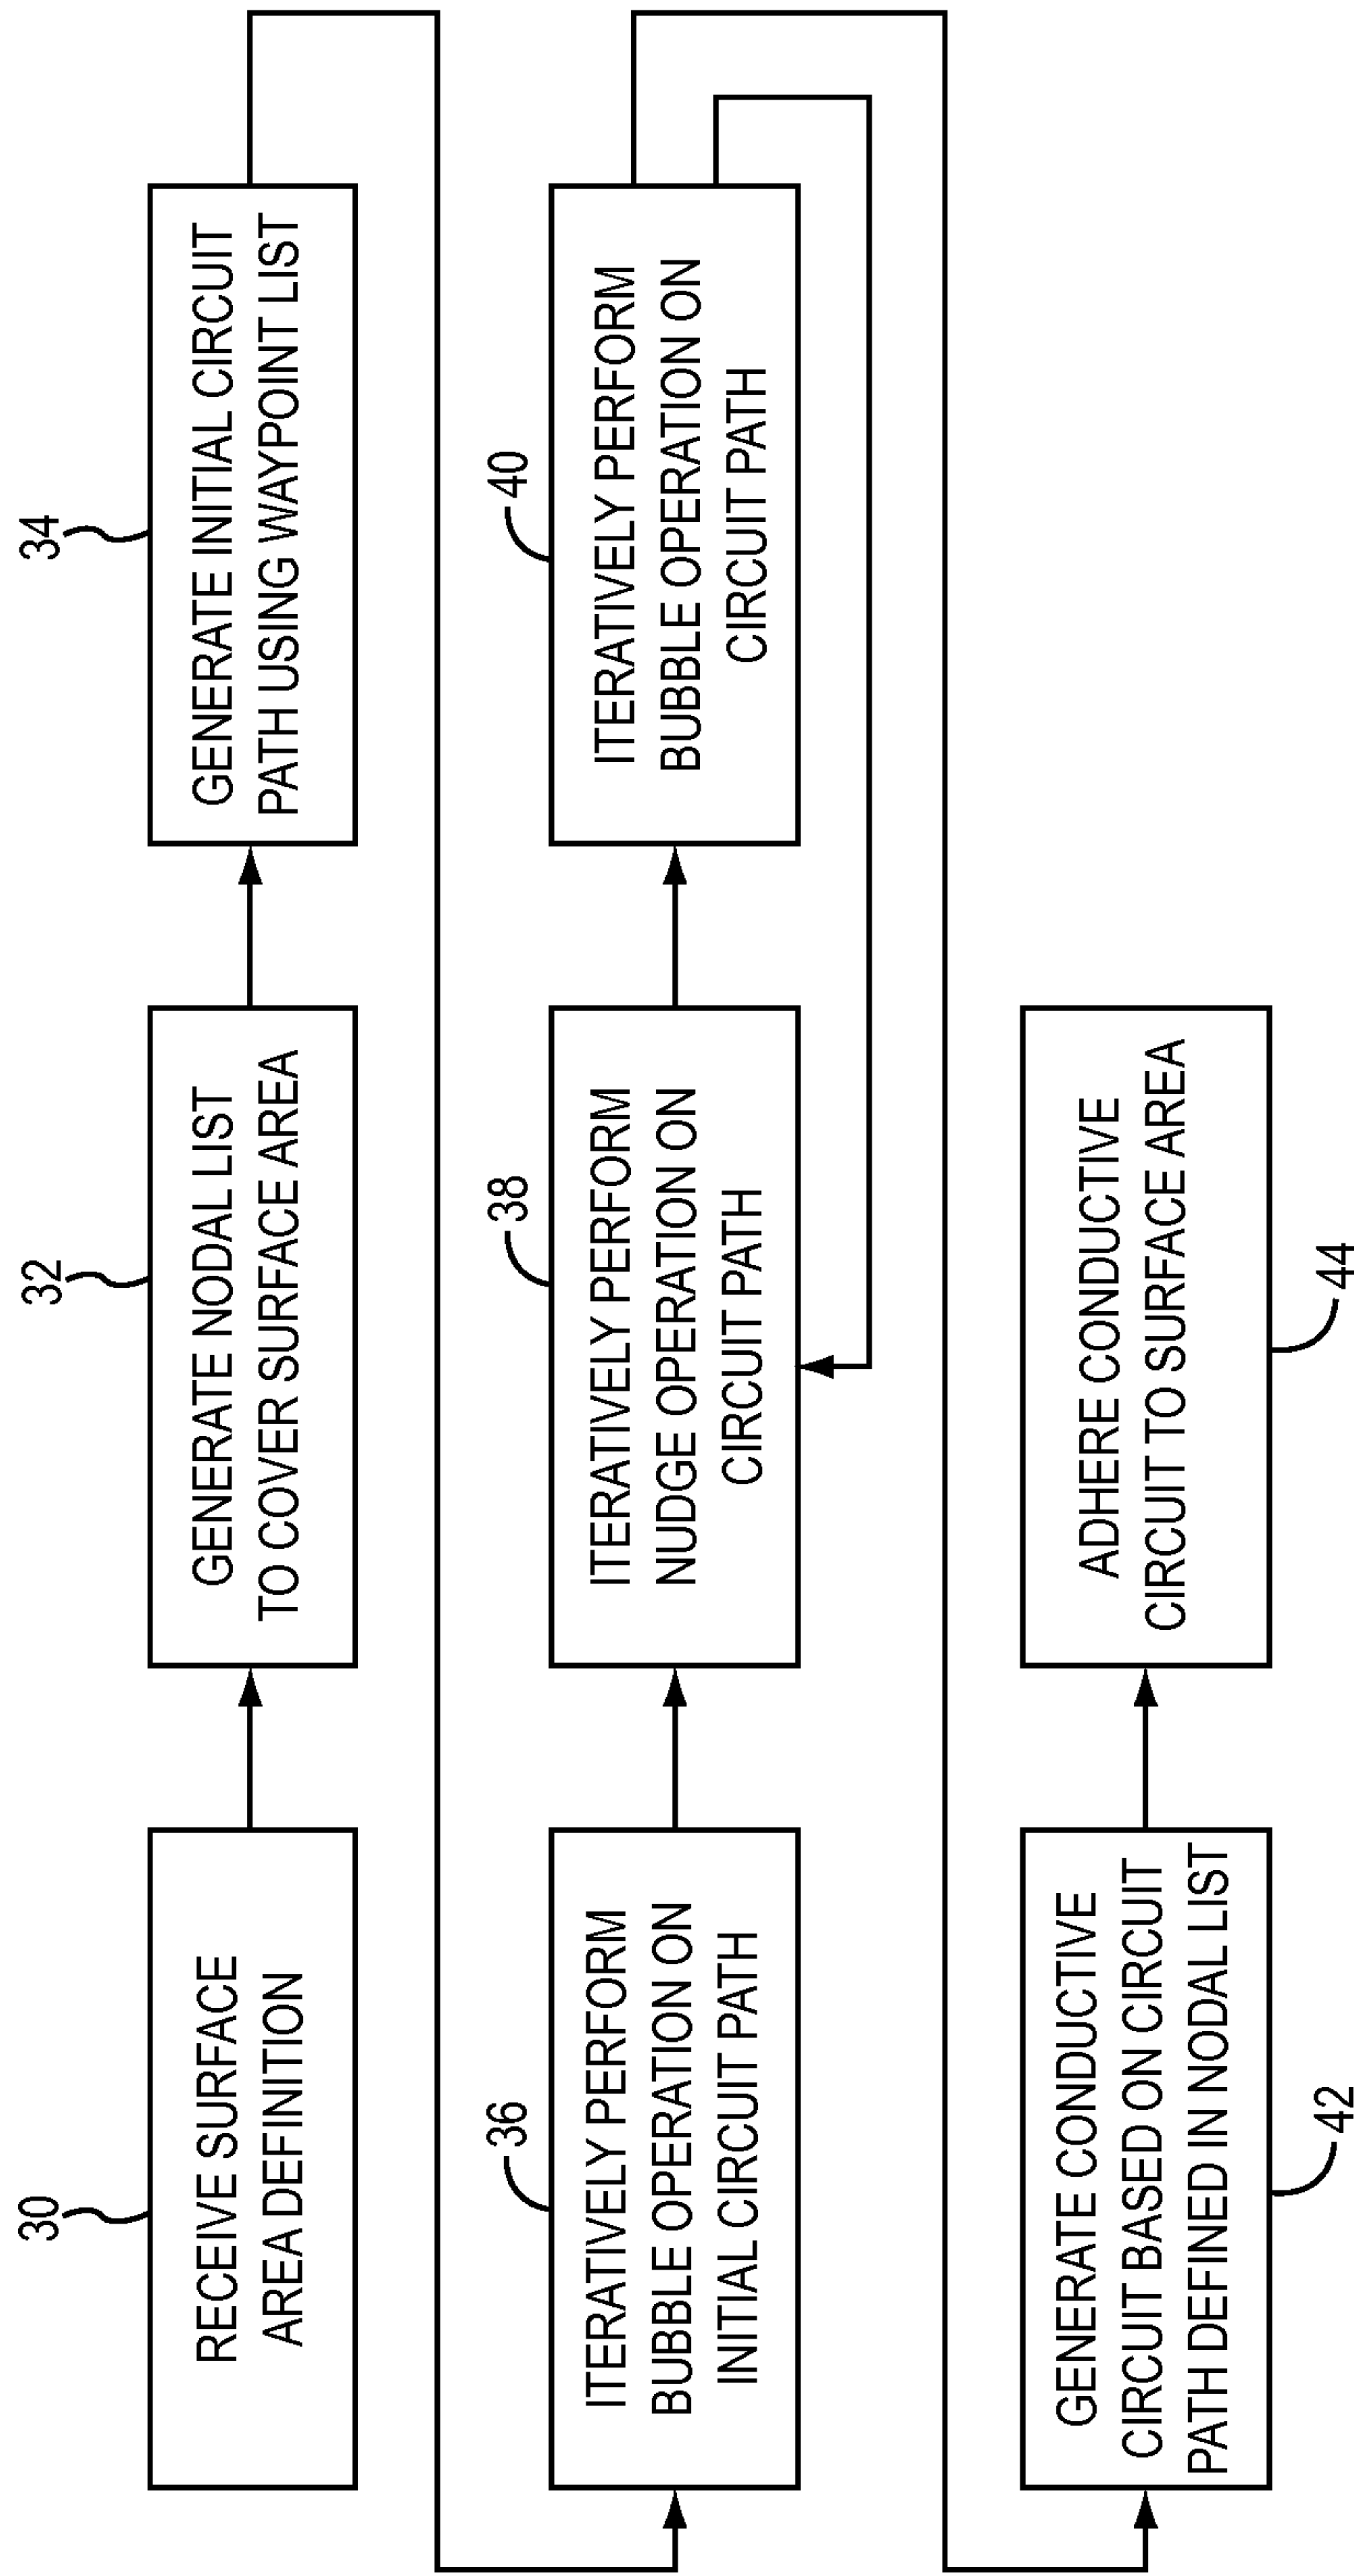 30
RECEIVE SURFACE
AREA DEFINITION
32
GENERATE NODAL LIST
TO COVER SURFACE AREA
34
GENERATE INITIAL CIRCUIT
PATH USING WAYPOINT LIST
36
ITERATIVELY PERFORM
BUBBLE OPERATION ON
INITIAL CIRCUIT PATH
38
ITERATIVELY PERFORM
NUDGE OPERATION ON
CIRCUIT PATH
40
ITERATIVELY PERFORM
BUBBLE OPERATION ON
CIRCUIT PATH
GENERATE CONDUCTIVE
CIRCUIT BASED ON CIRCUIT
PATH DEFINED IN NODAL LIST
42
ADHERE CONDUCTIVE
CIRCUIT TO SURFACE AREA
44